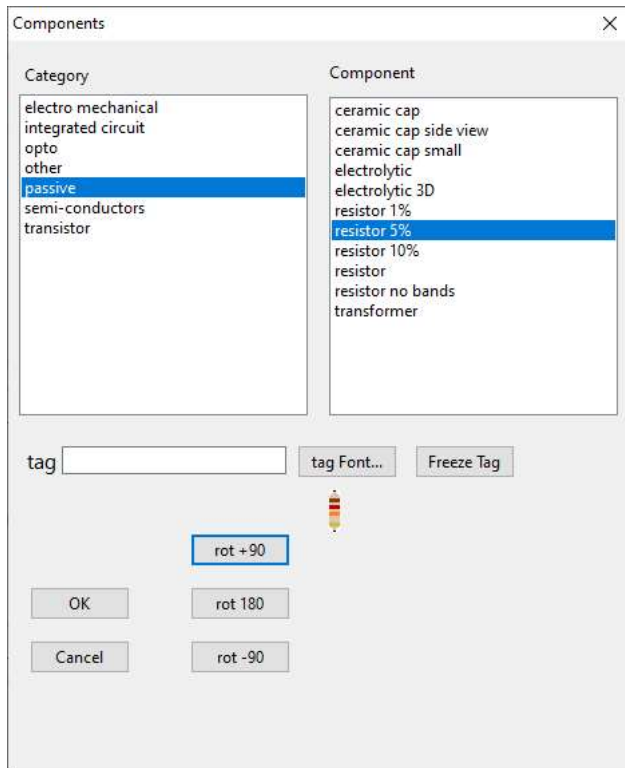 Components
Category
Component
electro mechanical
integrated circuit
opto
other
passive
semi-conductors
transistor
ceramic cap
ceramic cap side view
ceramic cap small
electrolytic
electrolytic 3D
resistor 1%
resistor 5%
resistor 10%
resistor
resistor no bands
transformer
tag
tag Font...
Freeze Tag
rot +90
OK
rot 180
Cancel
rot -90